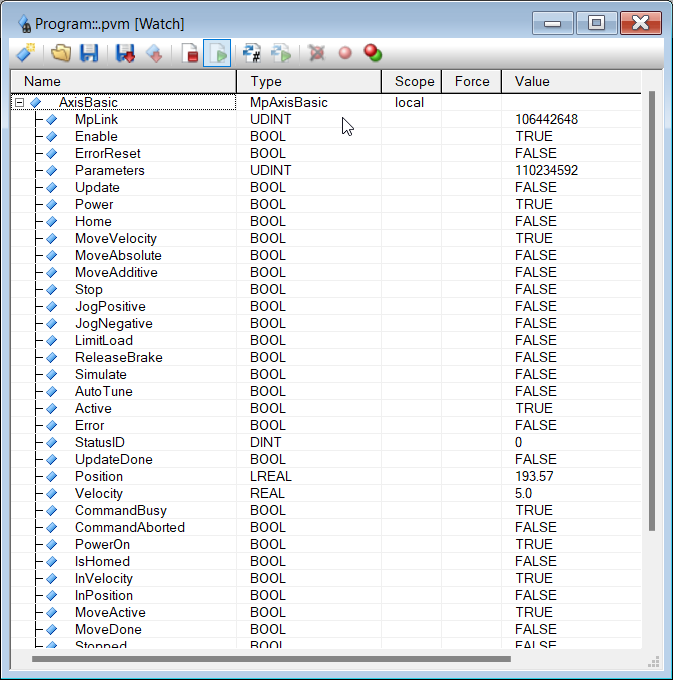 Program::.pvm [Watch]
Name Type Scope Force Value
AxisBasic MpAxisBasic local
MpLink UDINT 106442648
Enable BOOL TRUE
ErrorReset BOOL FALSE
Parameters UDINT 110234592
Update BOOL FALSE
Power BOOL TRUE
Home BOOL FALSE
MoveVelocity BOOL TRUE
MoveAbsolute BOOL FALSE
MoveAdditive BOOL FALSE
Stop BOOL FALSE
JogPositive BOOL FALSE
JogNegative BOOL FALSE
LimitLoad BOOL FALSE
ReleaseBrake BOOL FALSE
Simulate BOOL FALSE
AutoTune BOOL FALSE
Active BOOL TRUE
Error BOOL FALSE
StatusID DINT 0
UpdateDone BOOL FALSE
Position LREAL 193.57
Velocity REAL 5.0
CommandBusy BOOL TRUE
CommandAborted BOOL FALSE
PowerOn BOOL TRUE
IsHomed BOOL FALSE
InVelocity BOOL TRUE
InPosition BOOL FALSE
MoveActive BOOL TRUE
MoveDone BOOL FALSE
Stopped BOOL FALSE